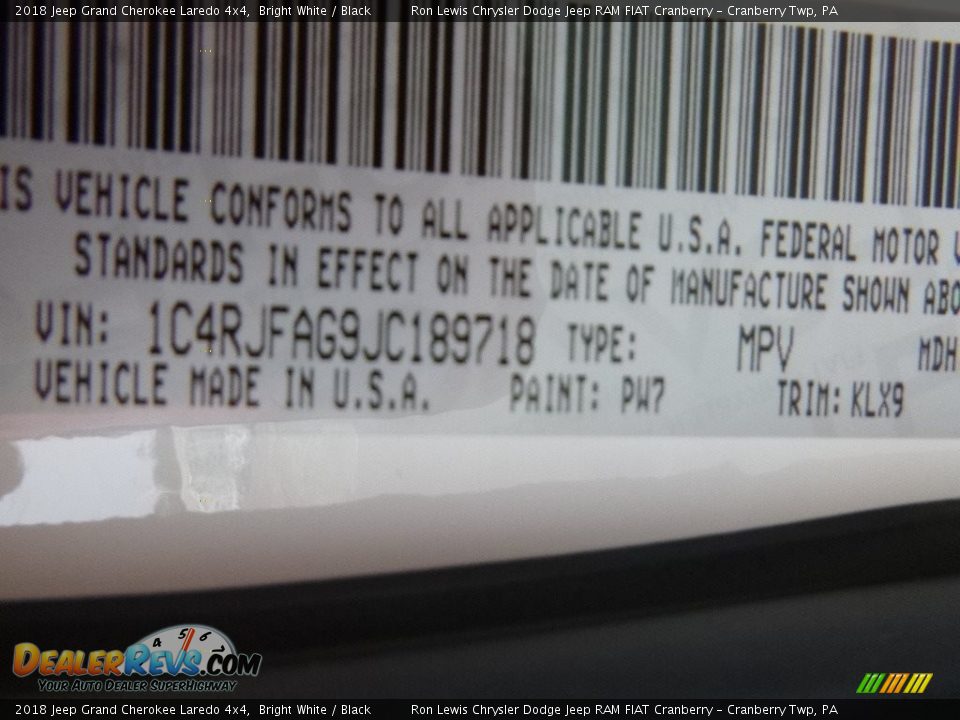 2018 Jeep Grand Cherokee Laredo 4x4, Bright White / Black Ron Lewis Chrysler Dodge Jeep RAM FIAT Cranberry - Cranberry Twp, PA
IS VEHICLE CONFORMS TO ALL APPLICABLE U.S.A. FEDERAL MOTOR
STANDARDS IN EFFECT ON THE DATE OF MANUFACTURE SHOWN ABO
VIN: 1C4RJFAG9JC189718 TYPE: MPV MDH
VEHICLE MADE IN U.S.A. PAINT: PW7 TRIM: KLX9
4 5 6
DEALERREVS.COM
YOUR AUTO DEALER SUPERHIGHWAY
2018 Jeep Grand Cherokee Laredo 4x4, Bright White / Black Ron Lewis Chrysler Dodge Jeep RAM FIAT Cranberry - Cranberry Twp, PA